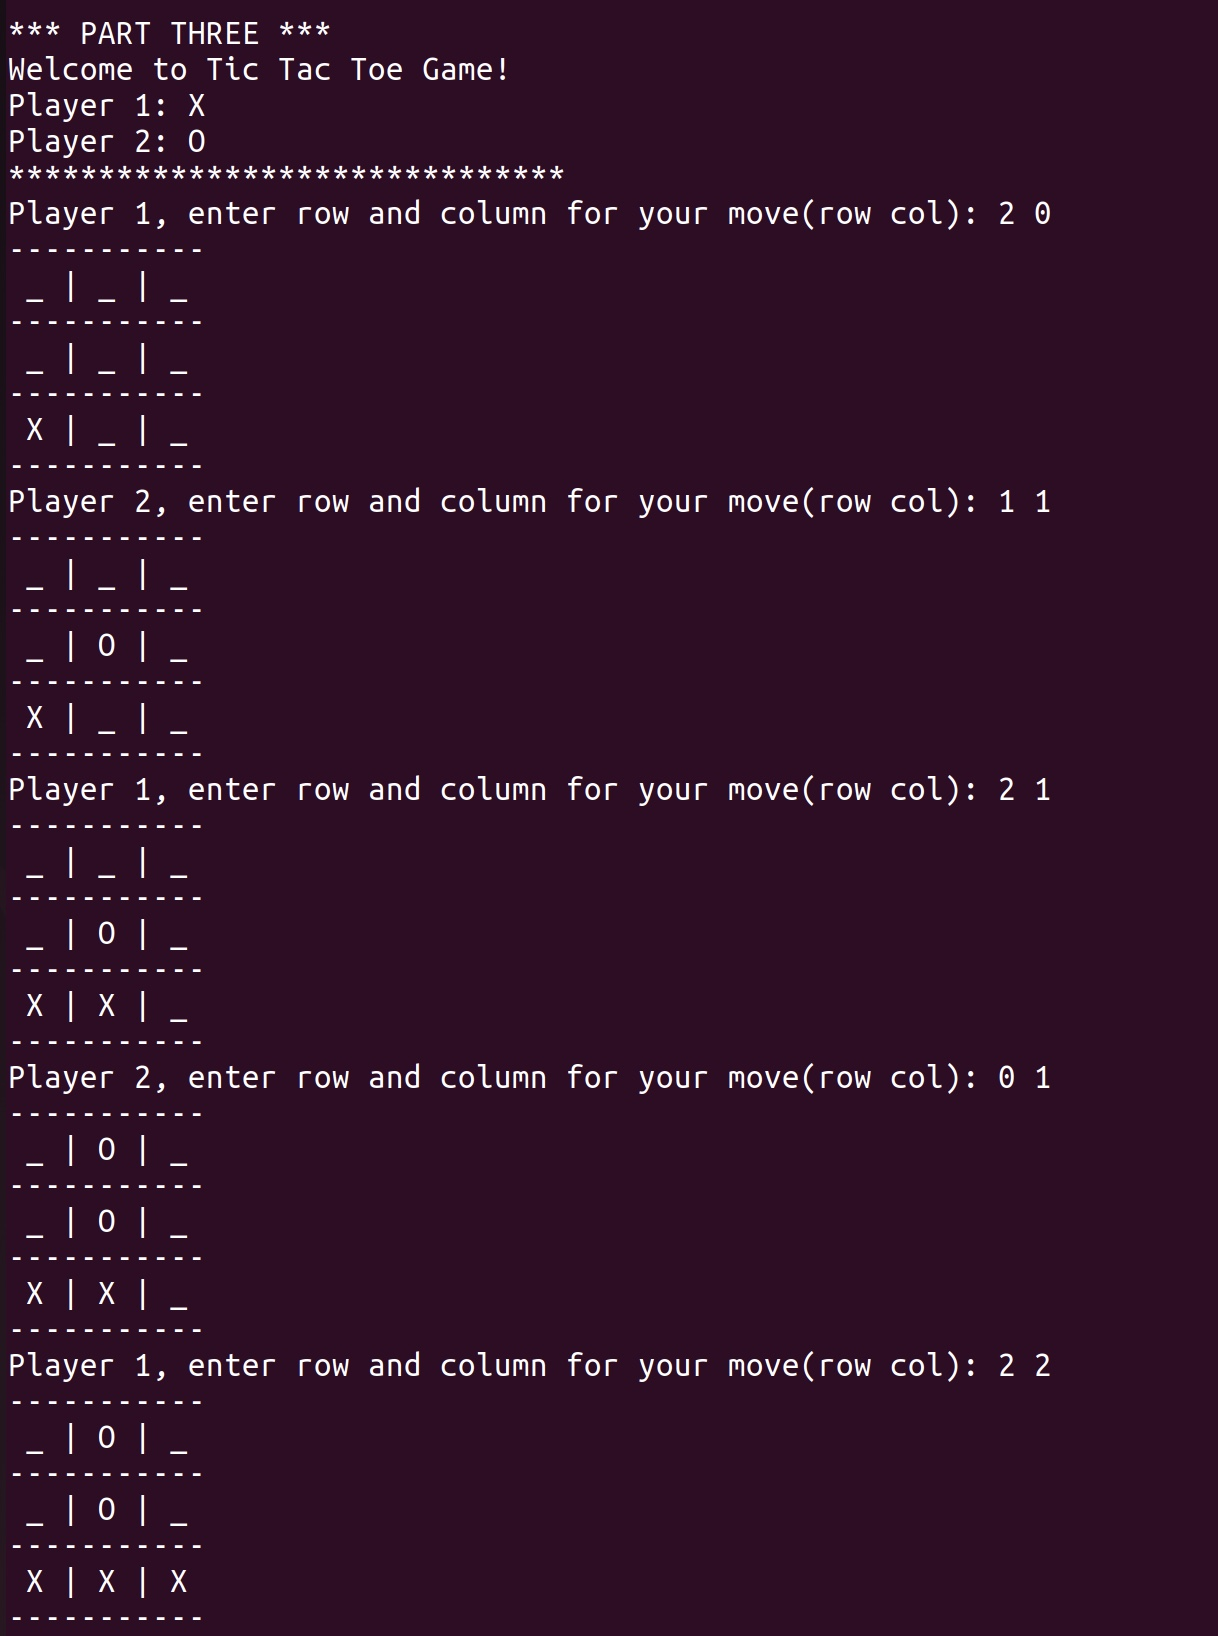 *** PART THREE ***
Welcome to Tic Tac Toe Game!
Player 1: X
Player 2: O
*******************************
Player 1, enter row and column for your move(row col): 2 0
-----------
 _ | _ | _
-----------
 _ | _ | _
-----------
 X | _ | _
-----------
Player 2, enter row and column for your move(row col): 1 1
-----------
 _ | _ | _
-----------
 _ | O | _
-----------
 X | _ | _
-----------
Player 1, enter row and column for your move(row col): 2 1
-----------
 _ | _ | _
-----------
 _ | O | _
-----------
 X | X | _
-----------
Player 2, enter row and column for your move(row col): 0 1
-----------
 _ | O | _
-----------
 _ | O | _
-----------
 X | X | _
-----------
Player 1, enter row and column for your move(row col): 2 2
-----------
 _ | O | _
-----------
 _ | O | _
-----------
 X | X | X
-----------